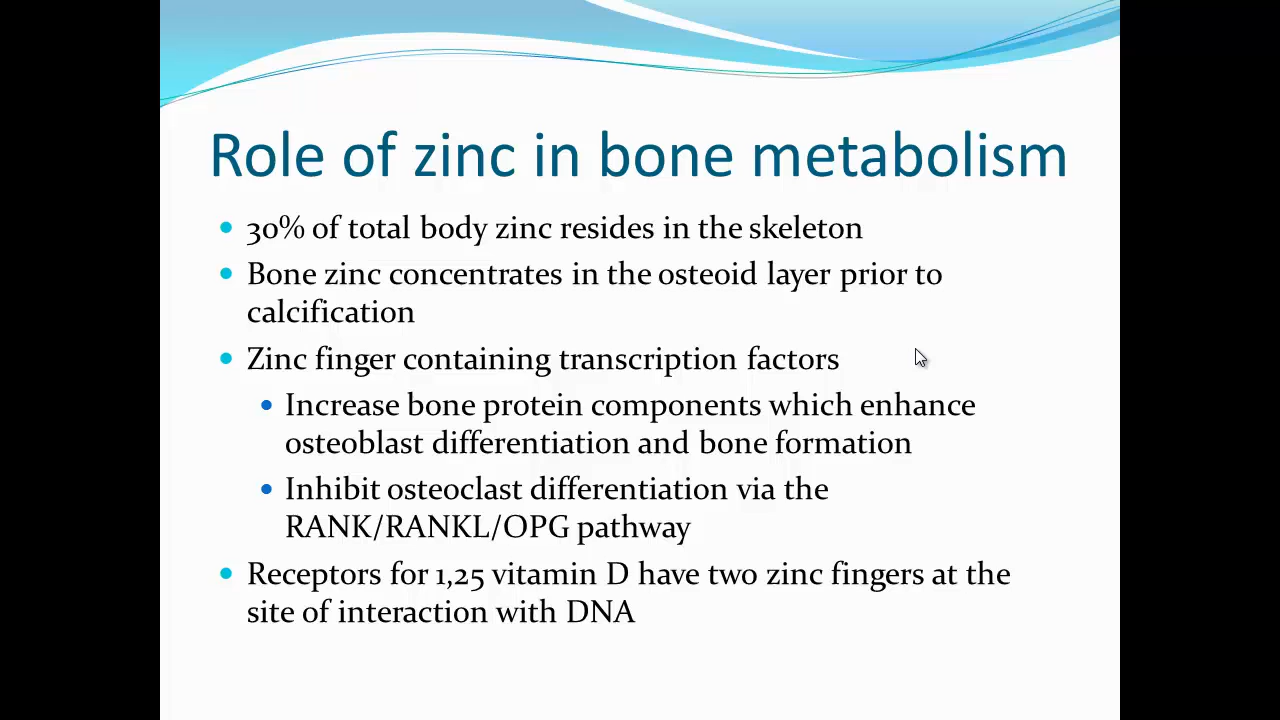 Role of zinc in bone metabolism
• 30% of total body zinc resides in the skeleton
• Bone zinc concentrates in the osteoid layer prior to
calcification
• Zinc finger containing transcription factors
• Increase bone protein components which enhance
osteoblast differentiation and bone formation
• Inhibit osteoclast differentiation via the
RANK/RANKL/OPG pathway
• Receptors for 1,25 vitamin D have two zinc fingers at the
site of interaction with DNA